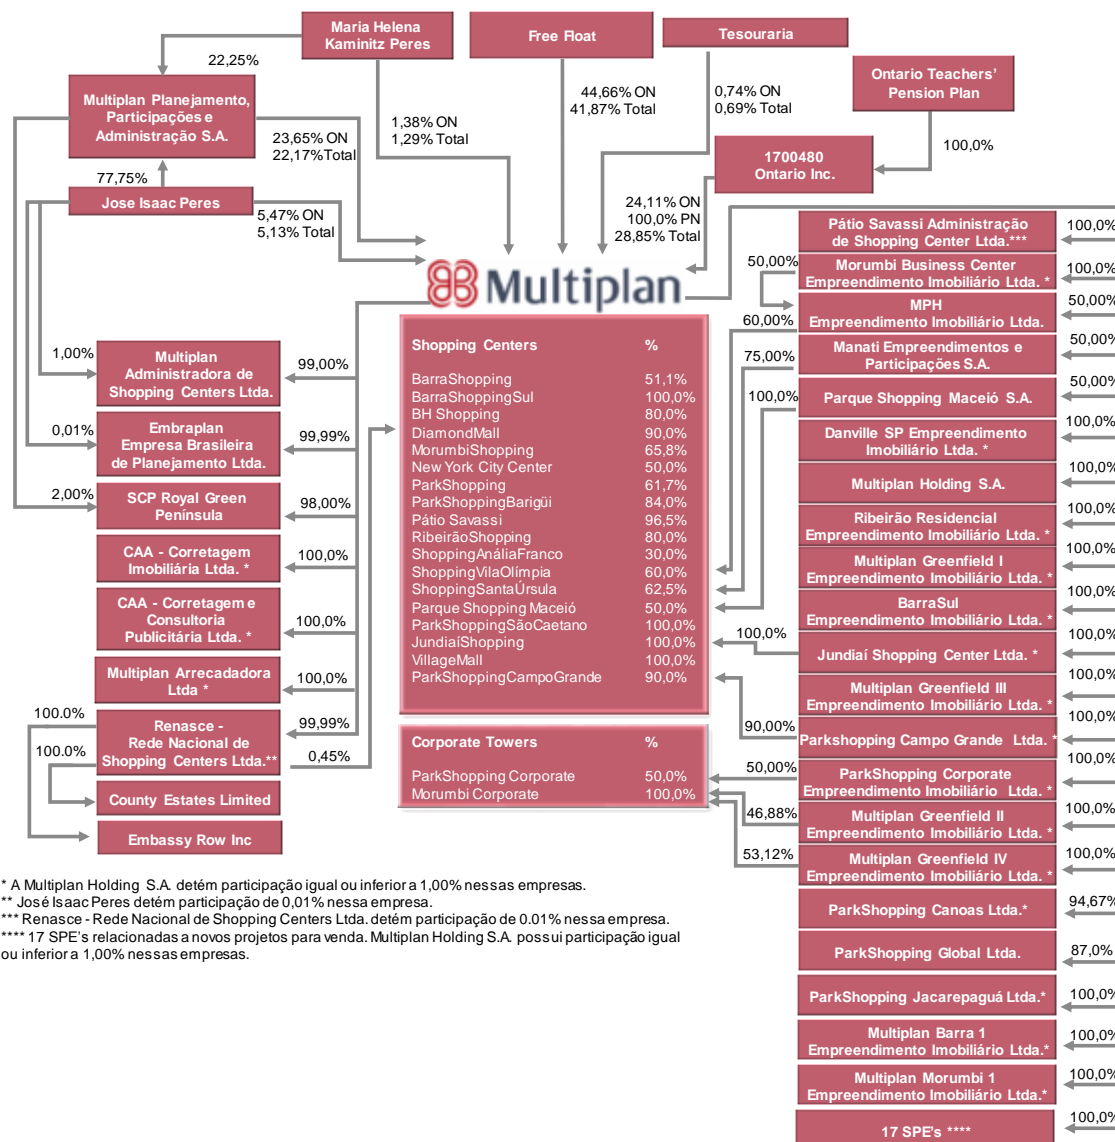 Maria Helena
Kaminitz Peres
Free Float
Tesouraria
Ontario Teachers'
Pension Plan
22,25%
Multiplan Planejamento,
Participações e
Administração S.A.
23,65% ON
22,17%Total
1,38% ON
1,29% Total
44,66% ON
41,87% Total
0,74% ON
0,69% Total
100,0%
1700480
Ontario Inc.
77,75%
Jose Isaac Peres
5,47% ON
5,13% Total
24,11% ON
100,0% PN
28,85% Total
Multiplan
Shopping Centers %
BarraShopping 51,1%
BarraShoppingSul 100,0%
BH Shopping 80,0%
DiamondMall 90,0%
MorumbiShopping 65,8%
New York City Center 50,0%
ParkShopping 61,7%
ParkShoppingBarigüi 84,0%
Pátio Savassi 96,5%
RibeirãoShopping 80,0%
ShoppingAnáliaFranco 30,0%
ShoppingVilaOlímpia 60,0%
ShoppingSantaÚrsula 62,5%
Parque Shopping Maceió 50,0%
ParkShoppingSãoCaetano 100,0%
JundiaíShopping 100,0%
VillageMall 100,0%
ParkShoppingCampoGrande 90,0%
Corporate Towers %
ParkShopping Corporate 50,0%
Morumbi Corporate 100,0%
1,00%
Multiplan
Administradora de
Shopping Centers Ltda.
99,00%
0,01%
Embraplan
Empresa Brasileira
de Planejamento Ltda.
99,99%
2,00%
SCP Royal Green
Península
98,00%
CAA - Corretagem
Imobiliária Ltda. *
100,0%
CAA - Corretagem e
Consultoria
Publicitária Ltda. *
100,0%
Multiplan Arrecadadora
Ltda *
100,0%
100.0%
100.0%
Renasce -
Rede Nacional de
Shopping Centers Ltda.**
99,99%
0,45%
County Estates Limited
Embassy Row Inc
Pátio Savassi Administração
de Shopping Center Ltda.***
100,0%
50,00%
Morumbi Business Center
Empreendimento Imobiliário Ltda. *
100,0%
60,00%
MPH
Empreendimento Imobiliário Ltda.
50,00%
75,00%
Manati Empreendimentos e
Participações S.A.
50,00%
100,0%
Parque Shopping Maceió S.A.
50,00%
Danville SP Empreendimento
Imobiliário Ltda. *
100,0%
Multiplan Holding S.A.
100,0%
Ribeirão Residencial
Empreendimento Imobiliário Ltda. *
100,0%
Multiplan Greenfield I
Empreendimento Imobiliário Ltda. *
100,0%
BarraSul
Empreendimento Imobiliário Ltda. *
100,0%
100,0%
Jundiaí Shopping Center Ltda. *
100,0%
Multiplan Greenfield III
Empreendimento Imobiliário Ltda. *
100,0%
90,00%
Parkshopping Campo Grande Ltda. *
100,0%
50,00%
ParkShopping Corporate
Empreendimento Imobiliário Ltda. *
100,0%
46,88%
Multiplan Greenfield II
Empreendimento Imobiliário Ltda. *
100,0%
53,12%
Multiplan Greenfield IV
Empreendimento Imobiliário Ltda. *
100,0%
ParkShopping Canoas Ltda.*
94,67%
ParkShopping Global Ltda.
87,0%
ParkShopping Jacarepaguá Ltda.*
100,0%
Multiplan Barra 1
Empreendimento Imobiliário Ltda.*
100,0%
Multiplan Morumbi 1
Empreendimento Imobiliário Ltda.*
100,0%
17 SPE's ****
100,0%
* A Multiplan Holding S.A. detém participação igual ou inferior a 1,00% nessas empresas.
** José Isaac Peres detém participação de 0,01% nessa empresa.
*** Renasce - Rede Nacional de Shopping Centers Ltda. detém participação de 0.01% nessa empresa.
**** 17 SPE's relacionadas a novos projetos para venda. Multiplan Holding S.A. possui participação igual
ou inferior a 1,00% nessas empresas.